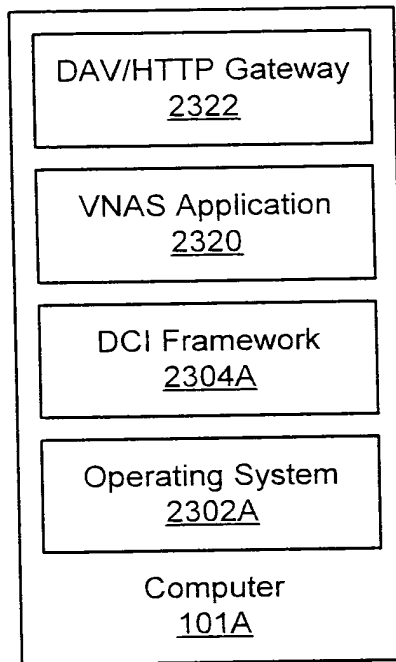 DAV/HTTP Gateway
2322
VNAS Application
2320
DCI Framework
2304A
Operating System
2302A
Computer
101A